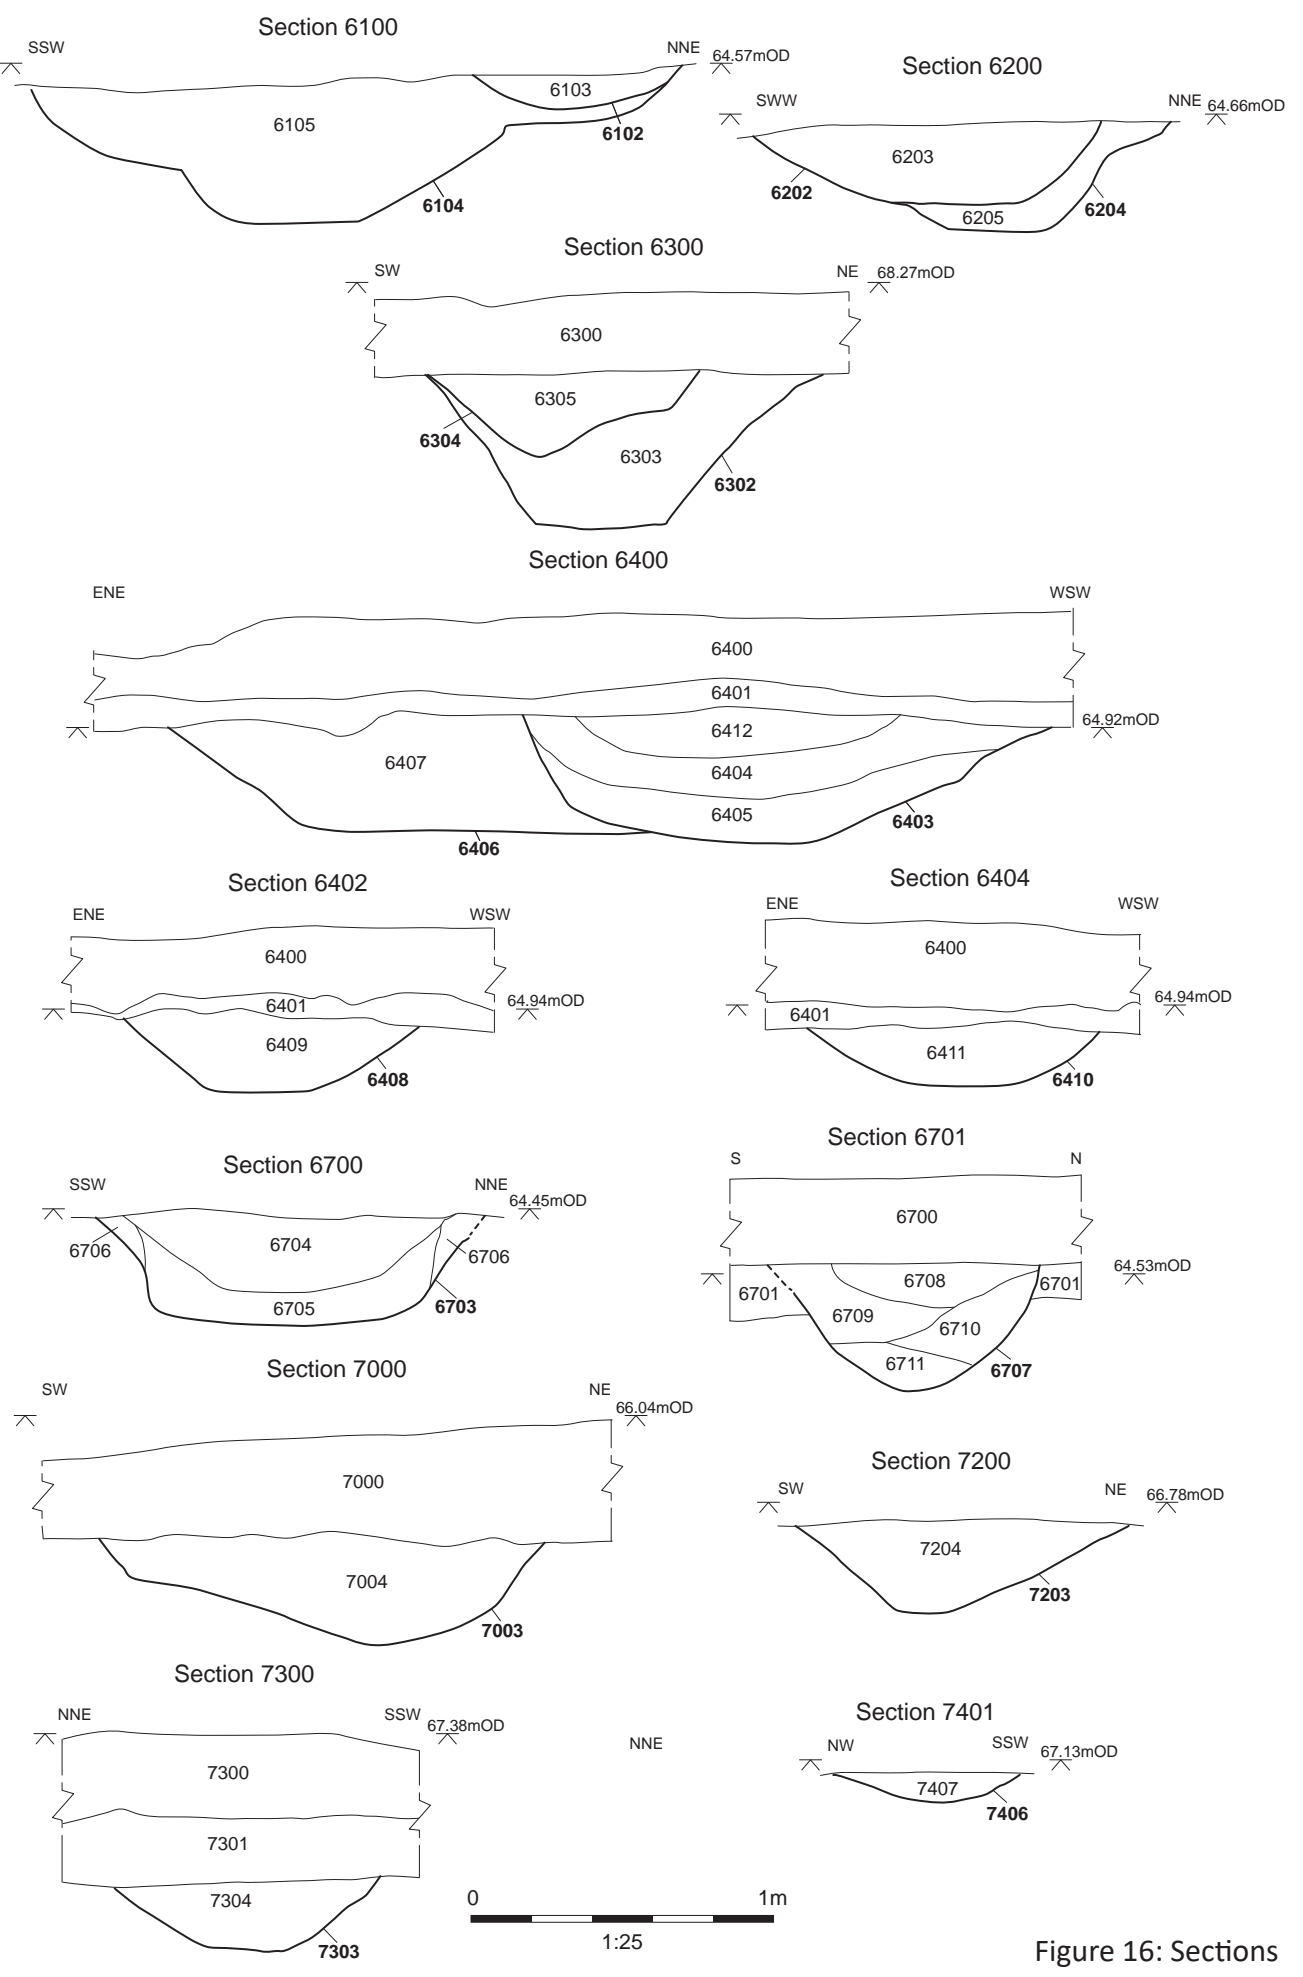 Section 6100
SSW
NNE
64.57mOD
6103
6105
6102
6104
Section 6200
SWW
NNE
64.66mOD
6203
6202
6205
6204
Section 6300
SW
NE
68.27mOD
6300
6305
6304
6303
6302
Section 6400
ENE
WSW
6400
6401
64.92mOD
6412
6407
6404
6405
6403
6406
Section 6402
ENE
WSW
6400
64.94mOD
6401
6409
6408
Section 6404
ENE
WSW
6400
64.94mOD
6401
6411
6410
Section 6700
SSW
NNE
64.45mOD
6706
6704
6706
6705
6703
Section 6701
S
N
6700
64.53mOD
6701
6708
6701
6709
6710
6711
6707
Section 7000
SW
NE
66.04mOD
7000
7004
7003
Section 7200
SW
NE
66.78mOD
7204
7203
Section 7300
NNE
SSW
67.38mOD
7300
7301
7304
7303
NNE
Section 7401
NW
SSW
67.13mOD
7407
7406
0
1m
1:25
Figure 16: Sections